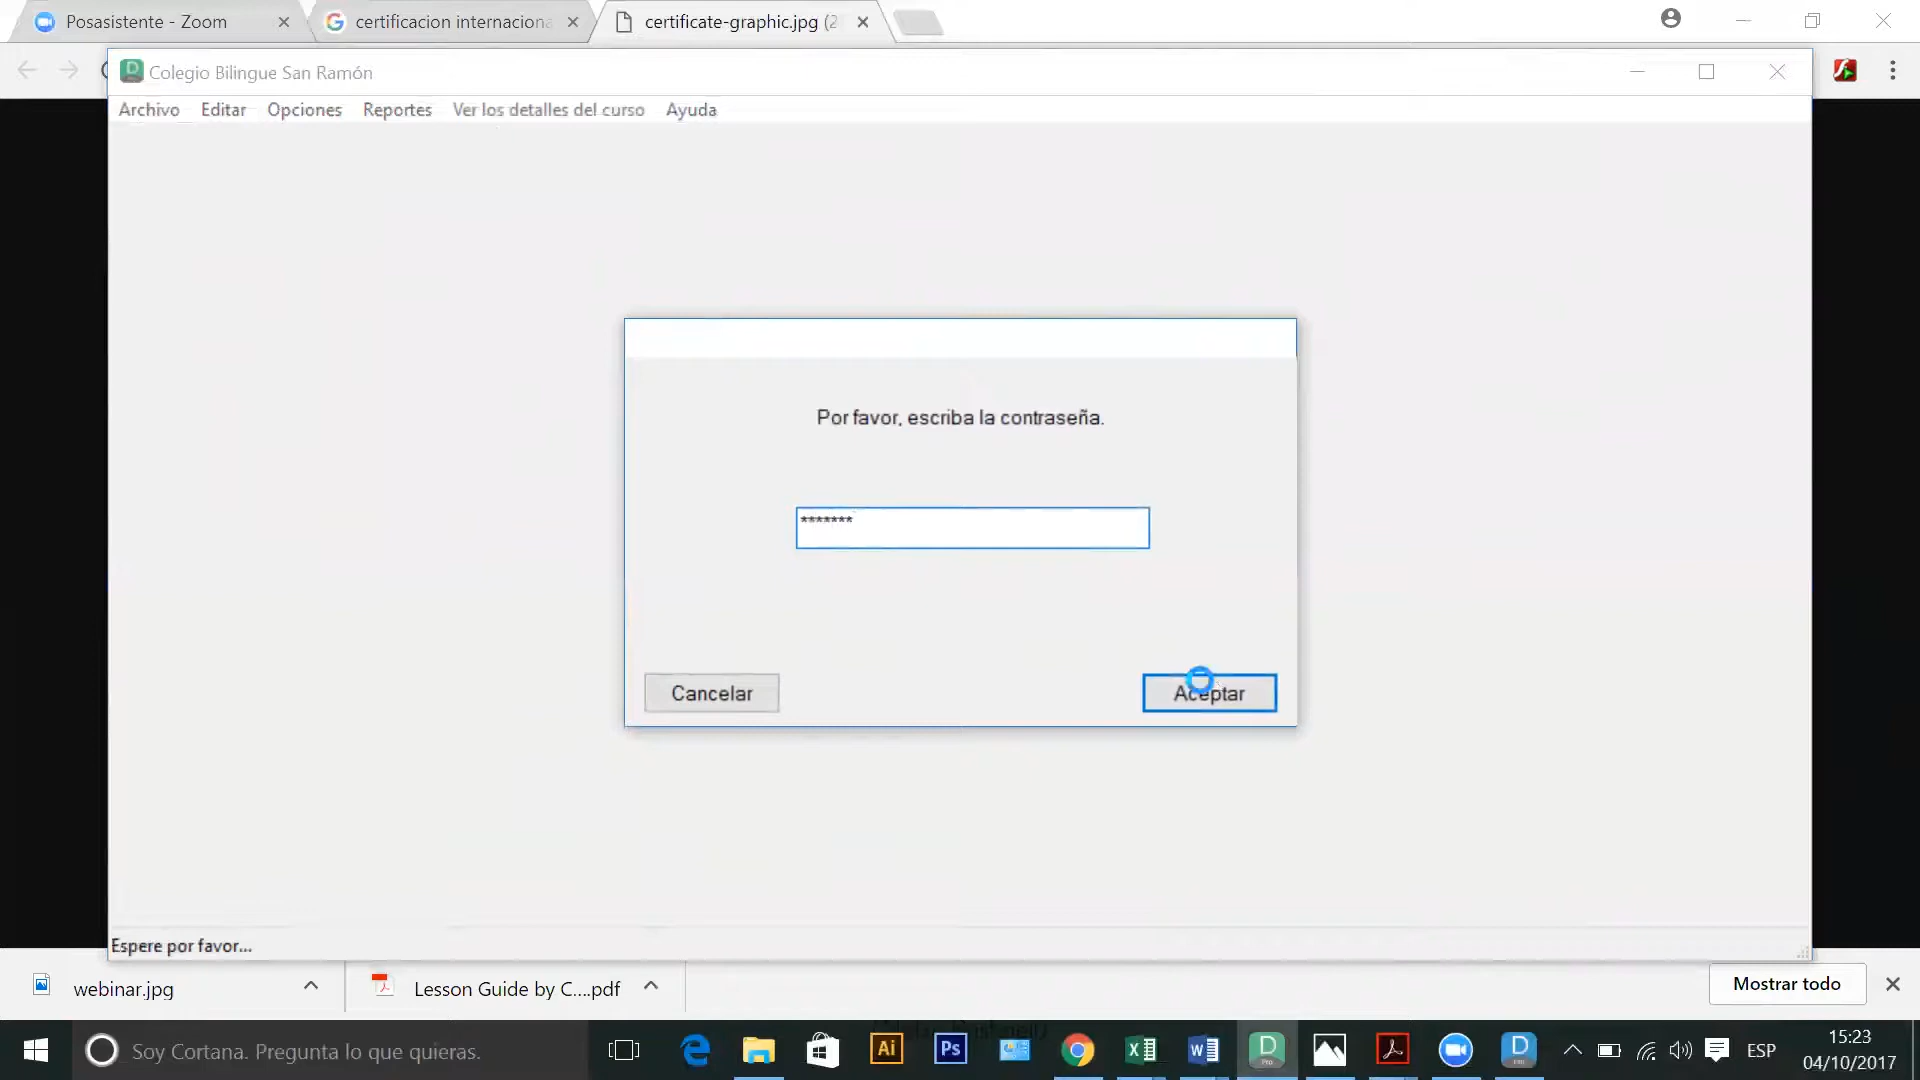 Posasistente - Zoom
certificacion internaciona
certificate-graphic.jpg (2
Colegio Bilingue San Ramón
Archivo Editar Opciones Reportes Ver los detalles del curso Ayuda
Por favor, escriba la contraseña.
*******
Cancelar
Aceptar
Espere por favor...
webinar.jpg
Lesson Guide by C....pdf
Mostrar todo
Soy Cortana. Pregunta lo que quieras.
Ai
Ps
ESP
15:23
04/10/2017